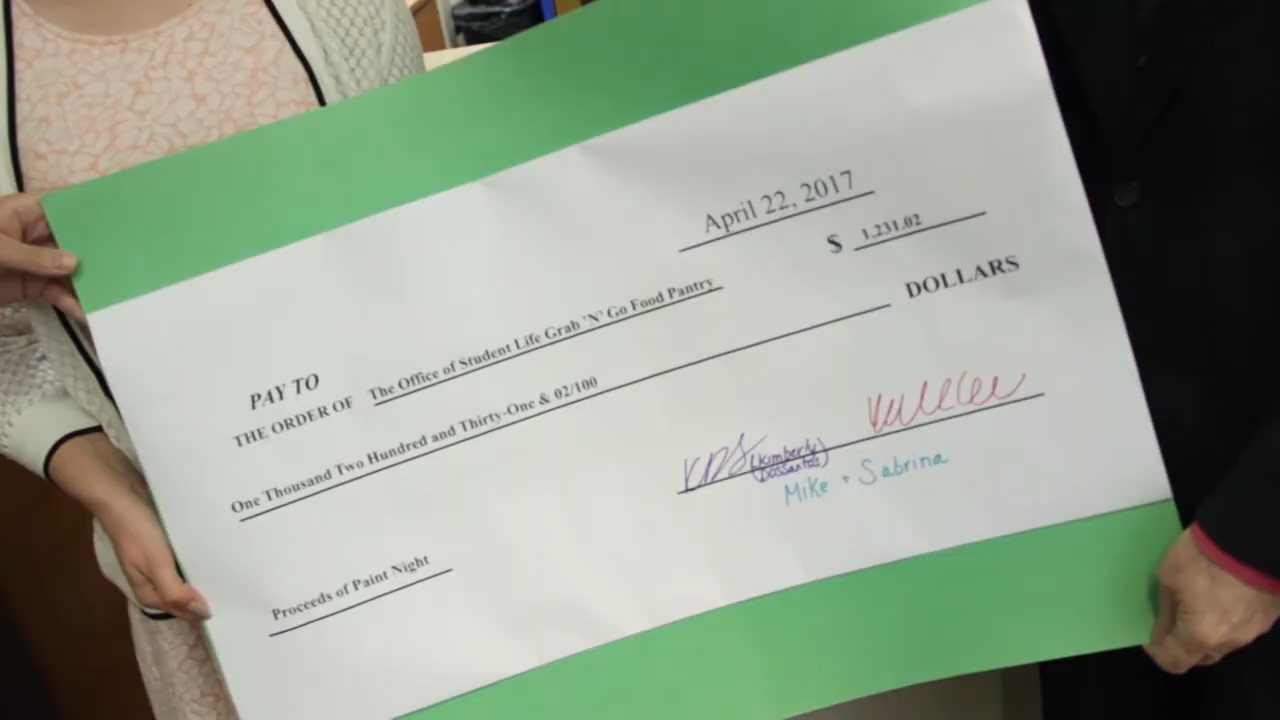 April 22, 2017
$ 1,231.02
PAY TO
THE ORDER OF The Office of Student Life Grab 'N' Go Food Pantry
One Thousand Two Hundred and Thirty-One & 02/100 DOLLARS
KDS (Kimberly
DosSantos)
Mike + Sabrina
Proceeds of Paint Night